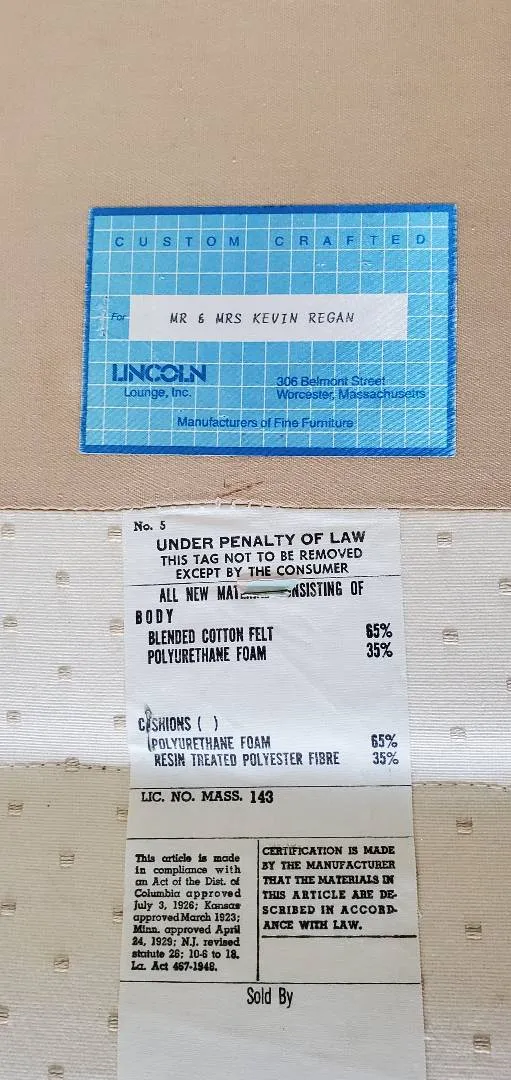 CUSTOM CRAFTED
For MR & MRS KEVIN REGAN
LINCOLN
Lounge, Inc.
306 Belmont Street
Worcester, Massachusetts
Manufacturers of Fine Furniture
No. 5
UNDER PENALTY OF LAW
THIS TAG NOT TO BE REMOVED
EXCEPT BY THE CONSUMER
ALL NEW OF
BODY
BLENDED COTTON FELT 65%
POLYURETHANE FOAM 35%
CUSHIONS ( )
POLYURETHANE FOAM 65%
RESIN TREATED POLYESTER FIBRE 35%
LIC. NO. MASS. 143
This article is made
in compliance with
an Act of the Dist. of
Columbia approved
July 3, 1926; Kansas
approved March 1923;
Minn. approved April
24, 1929; N.J. revised
statute 26; 10-6 to 18.
La. Act 467-1948.
CERTIFICATION IS MADE
BY THE MANUFACTURER
THAT THE MATERIALS IN
THIS ARTICLE ARE DE-
SCRIBED IN ACCORD-
ANCE WITH LAW.
Sold By